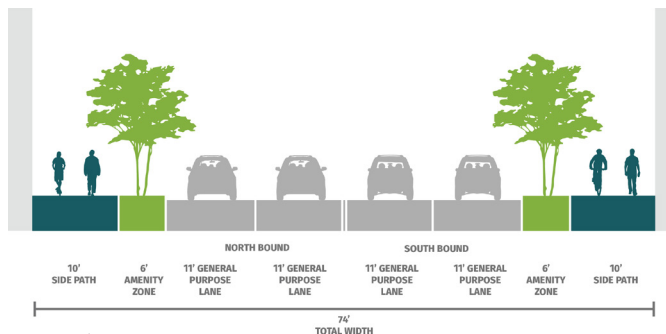 NORTH BOUND
SOUTH BOUND
10'
SIDE PATH
6'
AMENITY
ZONE
11' GENERAL
PURPOSE
LANE
11' GENERAL
PURPOSE
LANE
11' GENERAL
PURPOSE
LANE
11' GENERAL
PURPOSE
LANE
6'
AMENITY
ZONE
10'
SIDE PATH
74'
TOTAL WIDTH